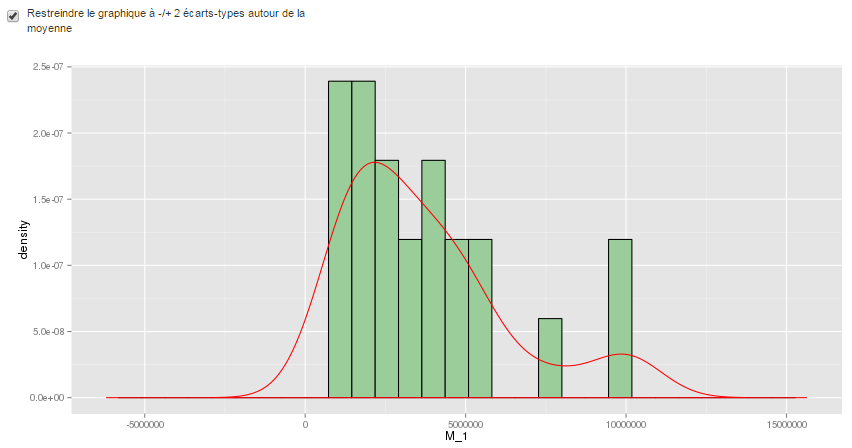 Restreindre le graphique à -/+ 2 écarts-types autour de la
moyenne
2.5e-07
2.0e-07
1.5e-07
1.0e-07
5.0e-08
0.0e+00
density
-5000000
0
5000000
10000000
15000000
M_1